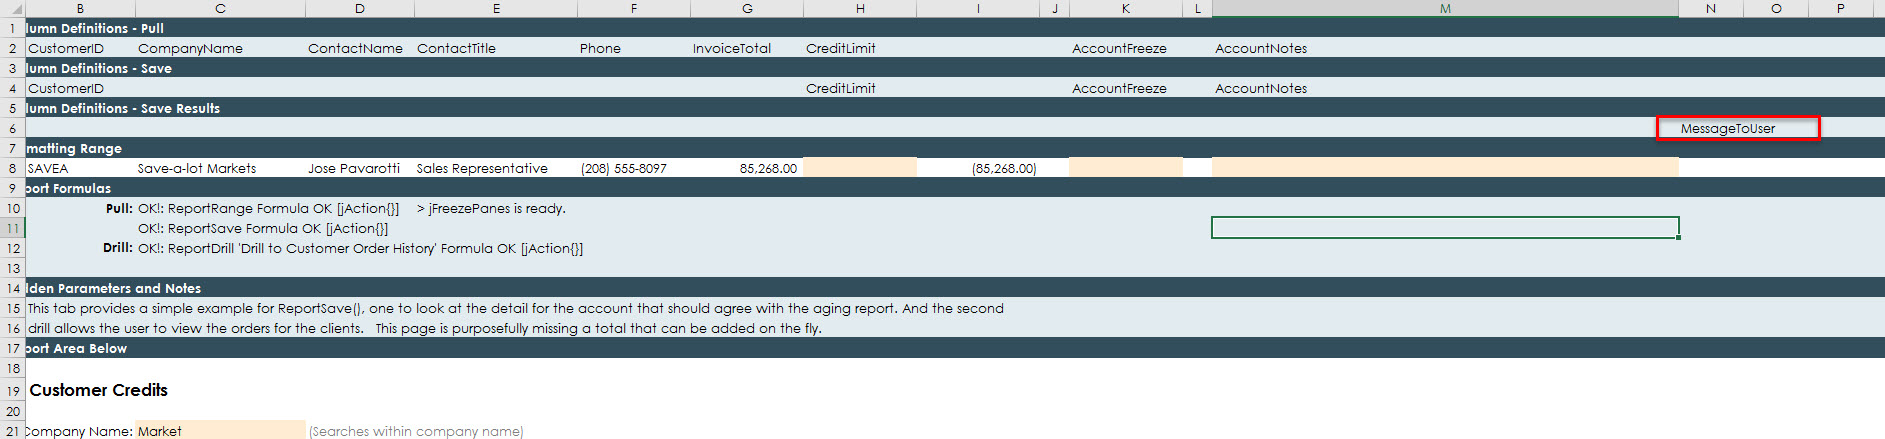 B C D E F G H I J K L M N O P
1 lumn Definitions - Pull
2 CustomerID CompanyName ContactName ContactTitle Phone InvoiceTotal CreditLimit AccountFreeze AccountNotes
3 lumn Definitions - Save
4 CustomerID CreditLimit AccountFreeze AccountNotes
5 lumn Definitions - Save Results
6 MessageToUser
7 rmatting Range
8 SAVEA Save-a-lot Markets Jose Pavarotti Sales Representative (208) 555-8097 85,268.00 (85,268.00)
9 port Formulas
10 Pull: OK!: ReportRange Formula OK [jAction{}] > jFreezePanes is ready.
11 OK!: ReportSave Formula OK [jAction{}]
12 Drill: OK!: ReportDrill 'Drill to Customer Order History' Formula OK [jAction{}]
13
14 dden Parameters and Notes
15 This tab provides a simple example for ReportSave(), one to look at the detail for the account that should agree with the aging report. And the second
16 drill allows the user to view the orders for the clients. This page is purposefully missing a total that can be added on the fly.
17 port Area Below
18
19 Customer Credits
20
21 Company Name: Market (Searches within company name)